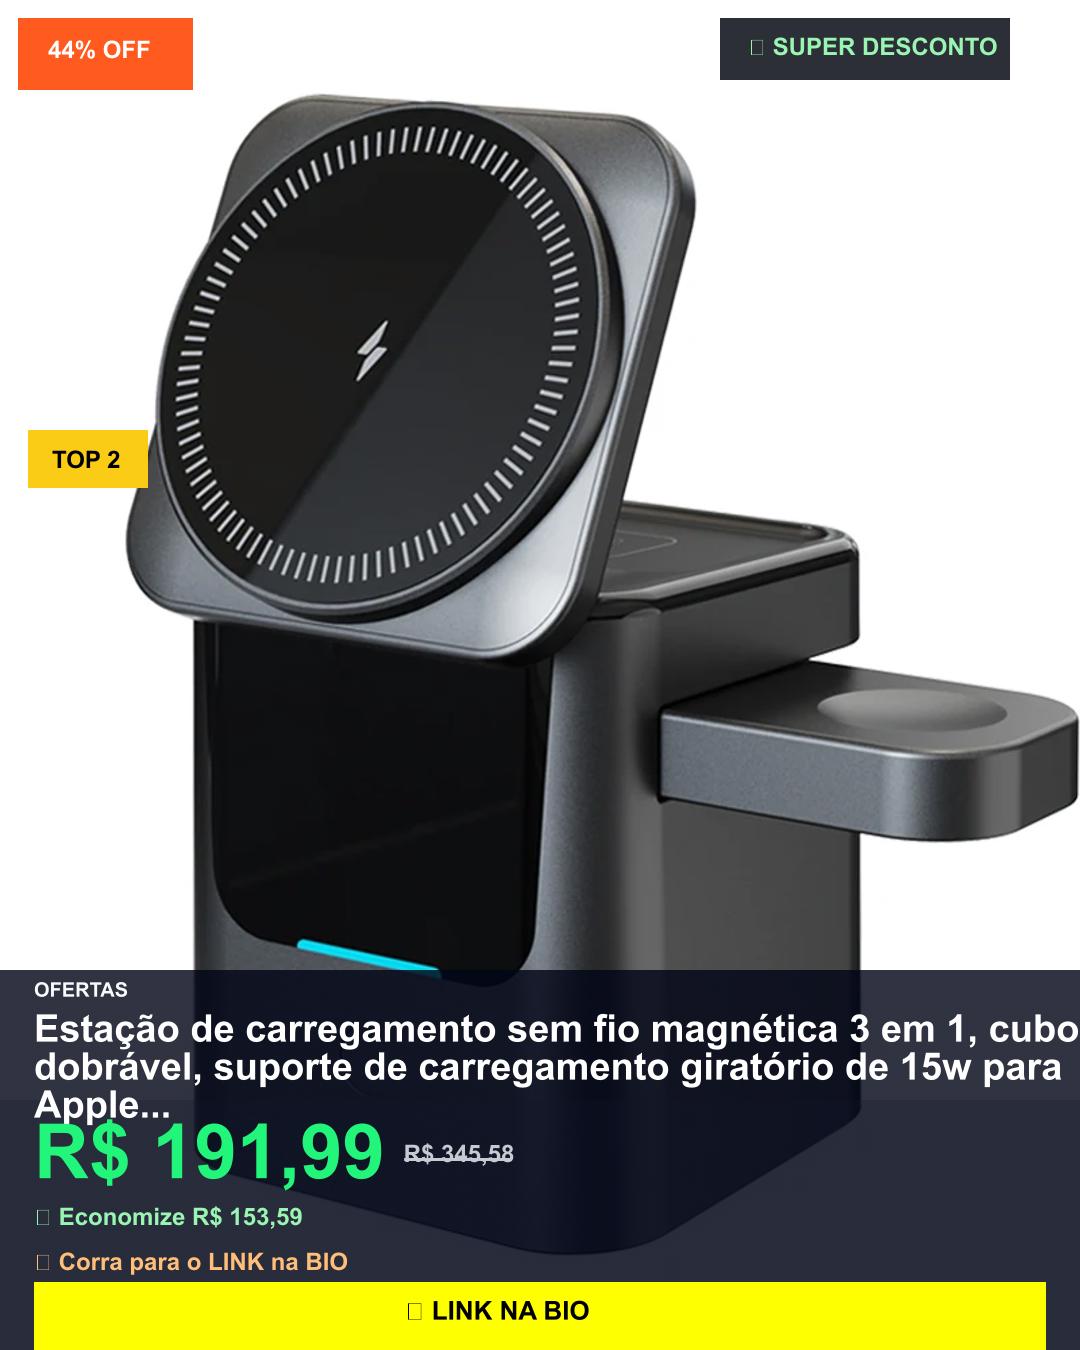 44% OFF
SUPER DESCONTO
TOP 2
OFERTAS
Estação de carregamento sem fio magnética 3 em 1, cubo
dobrável, suporte de carregamento giratório de 15w para
Apple...
R$ 191,99 R$ 345,58
Economize R$ 153,59
Corra para o LINK na BIO
LINK NA BIO